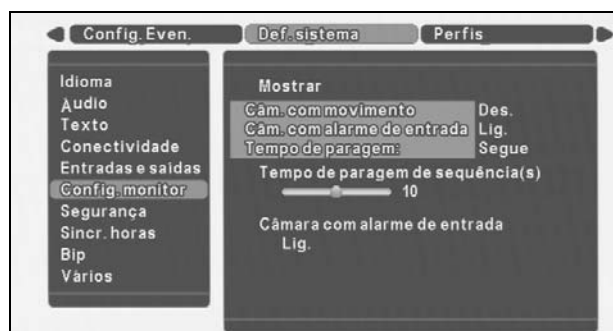 Config. Even.
Def. sistema
Perfis
Idioma
Áudio
Texto
Conectividade
Entradas e saídas
Config. monitor
Segurança
Sincr. horas
Bip
Vários
Mostrar
Câm. com movimento Des.
Câm. com alarme de entrada Lig.
Tempo de paragem: Segue
Tempo de paragem de sequência(s)
10
Câmara com alarme de entrada
Lig.